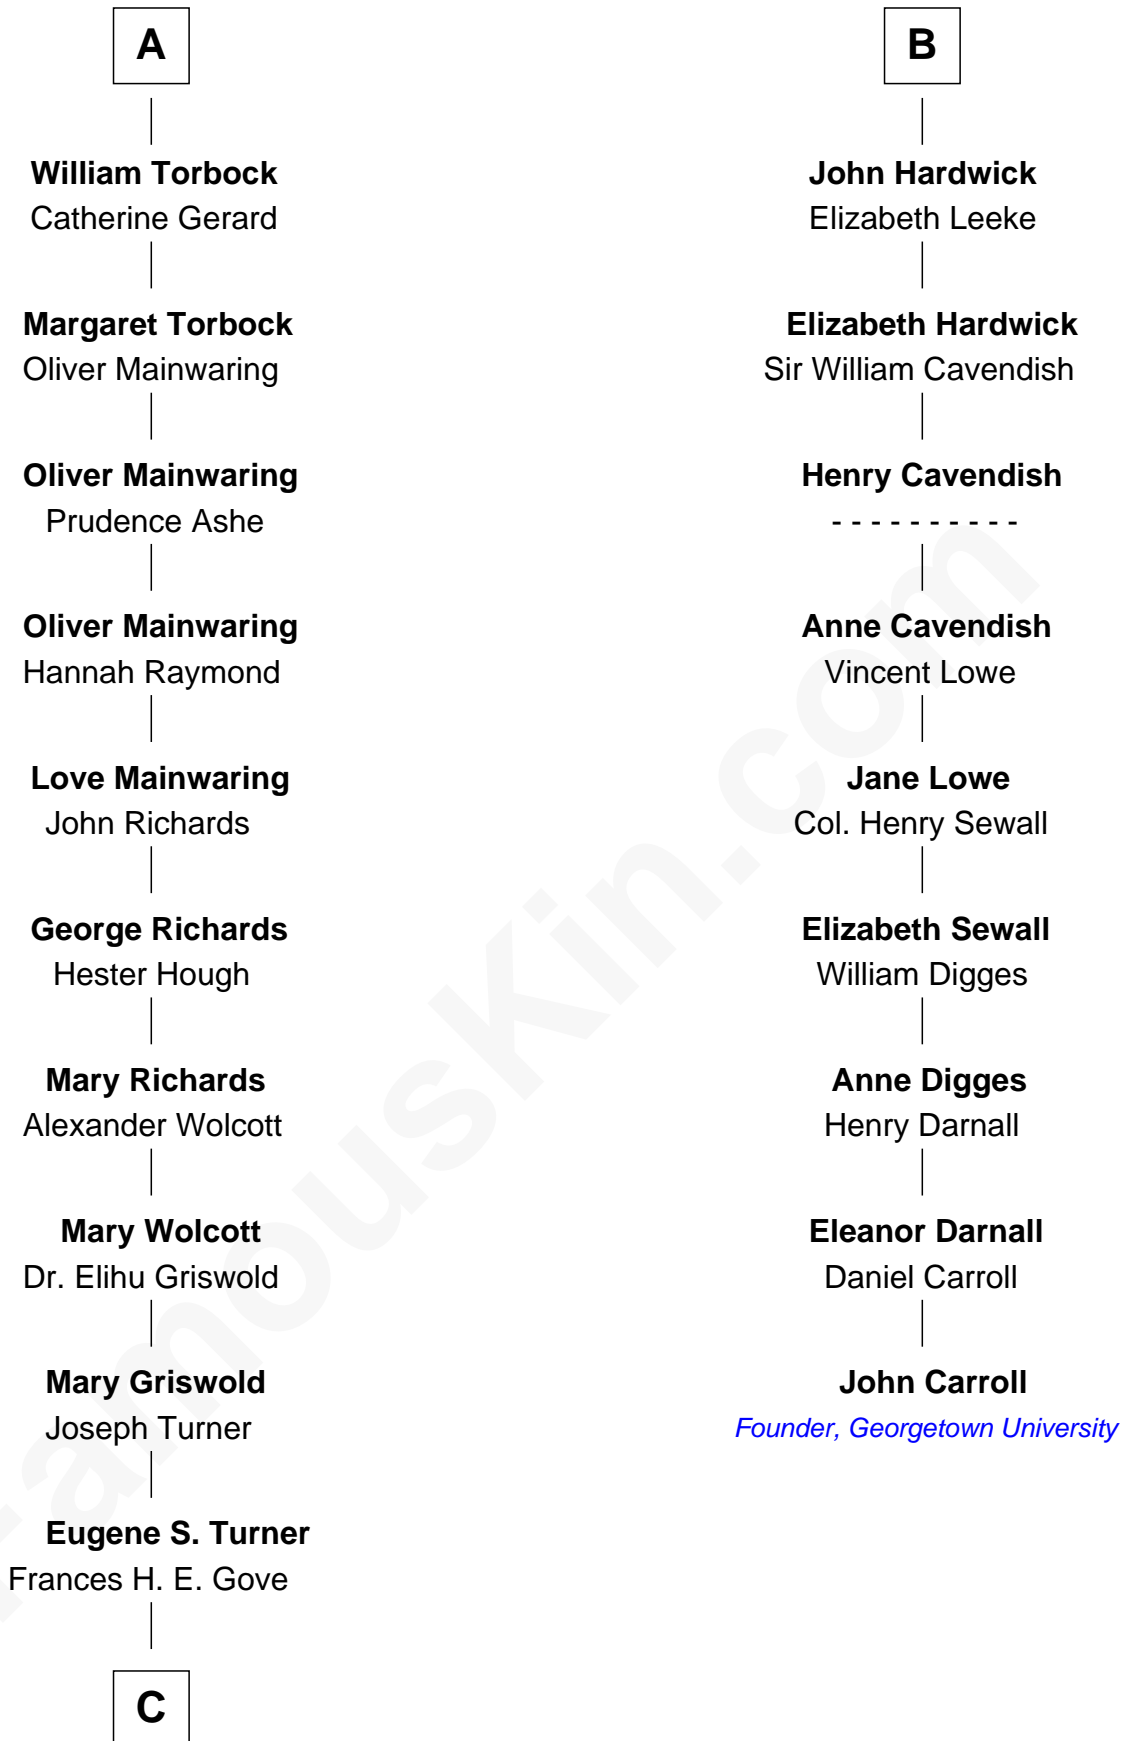 A
William Torbock
Catherine Gerard
Margaret Torbock
Oliver Mainwaring
Oliver Mainwaring
Prudence Ashe
Oliver Mainwaring
Hannah Raymond
Love Mainwaring
John Richards
George Richards
Hester Hough
Mary Richards
Alexander Wolcott
Mary Wolcott
Dr. Elihu Griswold
Mary Griswold
Joseph Turner
Eugene S. Turner
Frances H. E. Gove
C
B
John Hardwick
Elizabeth Leeke
Elizabeth Hardwick
Sir William Cavendish
Henry Cavendish
- - - - - - - - - -
Anne Cavendish
Vincent Lowe
Jane Lowe
Col. Henry Sewall
Elizabeth Sewall
William Digges
Anne Digges
Henry Darnall
Eleanor Darnall
Daniel Carroll
John Carroll
Founder, Georgetown University
FamousKin.com